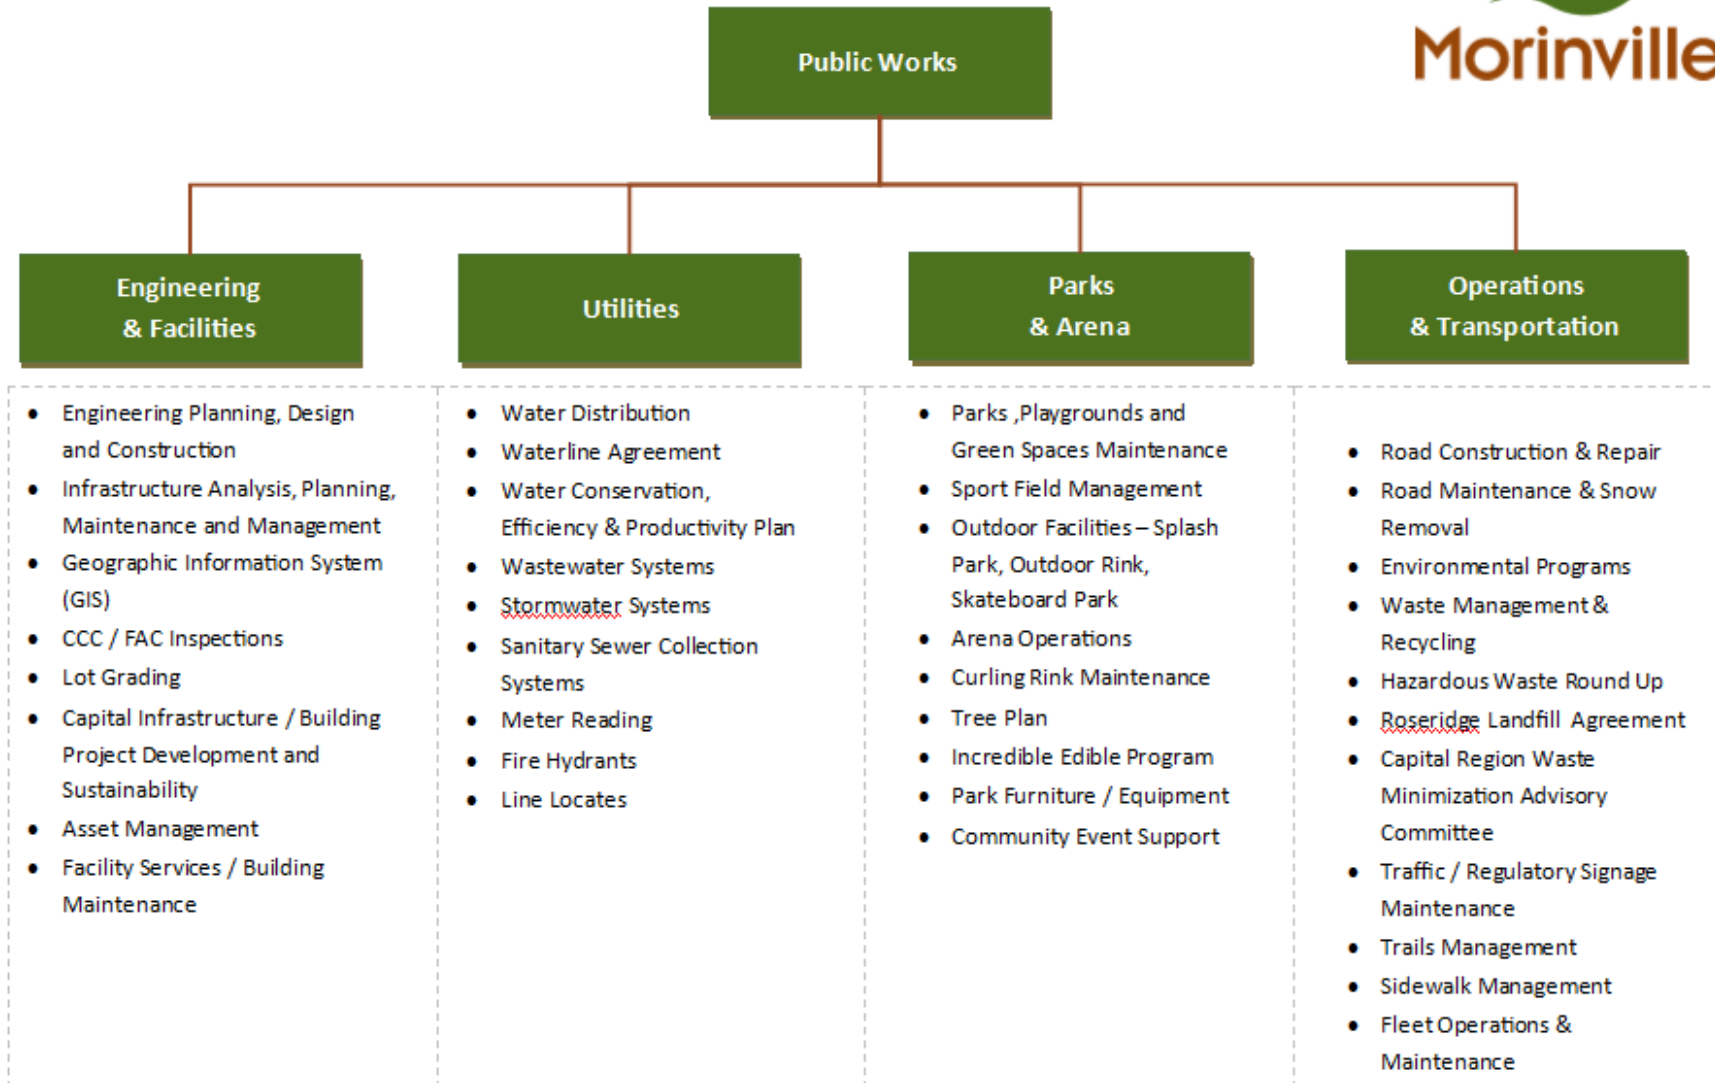 Public Works
Morinville
Engineering
& Facilities
Utilities
Parks
& Arena
Operations
& Transportation
● Engineering Planning, Design
and Construction
● Infrastructure Analysis, Planning,
Maintenance and Management
● Geographic Information System
(GIS)
● CCC / FAC Inspections
● Lot Grading
● Capital Infrastructure / Building
Project Development and
Sustainability
● Asset Management
● Facility Services / Building
Maintenance
● Water Distribution
● Waterline Agreement
● Water Conservation,
Efficiency & Productivity Plan
● Wastewater Systems
● Stormwater Systems
● Sanitary Sewer Collection
Systems
● Meter Reading
● Fire Hydrants
● Line Locates
● Parks ,Playgrounds and
Green Spaces Maintenance
● Sport Field Management
● Outdoor Facilities – Splash
Park, Outdoor Rink,
Skateboard Park
● Arena Operations
● Curling Rink Maintenance
● Tree Plan
● Incredible Edible Program
● Park Furniture / Equipment
● Community Event Support
● Road Construction & Repair
● Road Maintenance & Snow
Removal
● Environmental Programs
● Waste Management &
Recycling
● Hazardous Waste Round Up
● Roseridge Landfill Agreement
● Capital Region Waste
Minimization Advisory
Committee
● Traffic / Regulatory Signage
Maintenance
● Trails Management
● Sidewalk Management
● Fleet Operations &
Maintenance